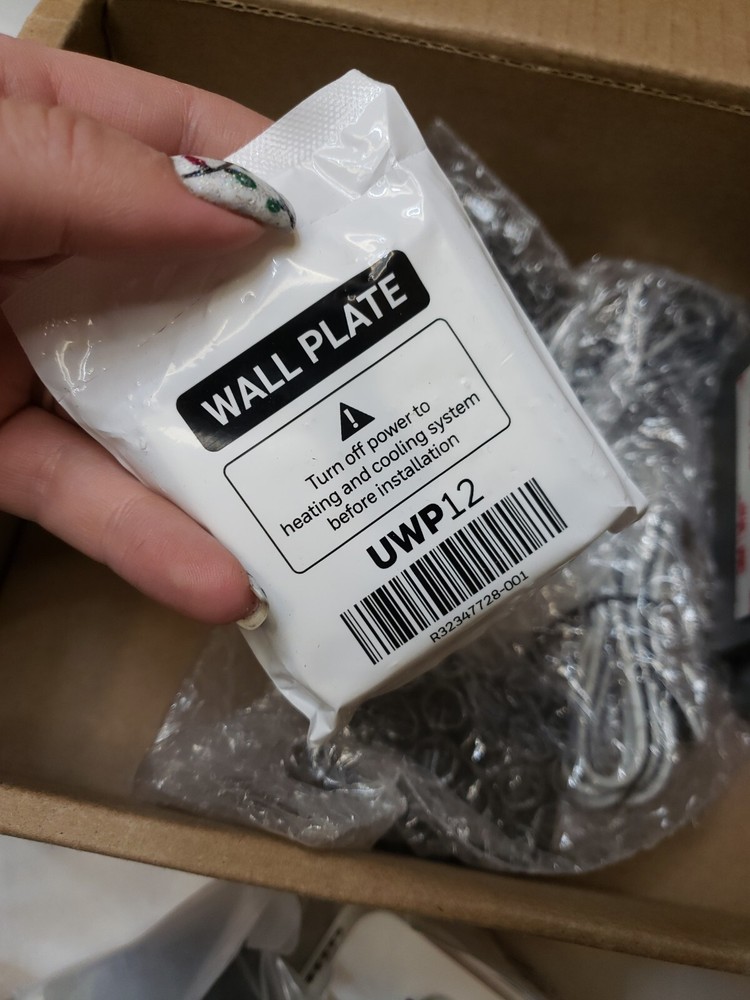 WALL PLATE
Turn off power to
heating and cooling system
before installation
UWP12
R32347728-001